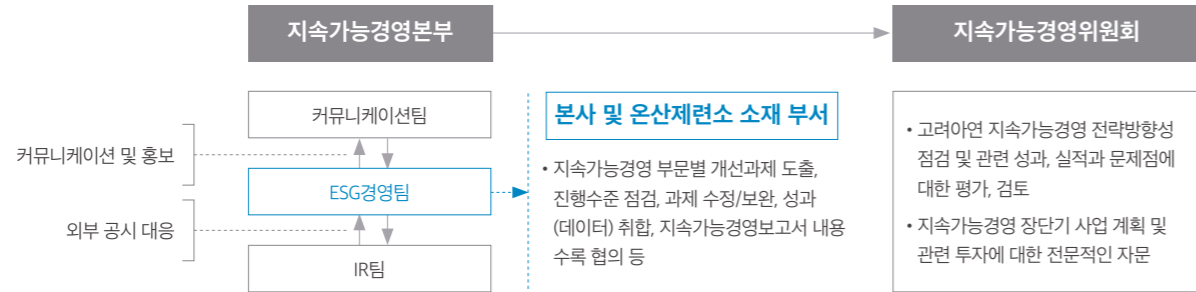 지속가능경영본부
지속가능경영위원회
커뮤니케이션팀
커뮤니케이션 및 홍보
ESG경영팀
외부 공시 대응
IR팀
본사 및 온산제련소 소재 부서
• 지속가능경영 부문별 개선과제 도출,
진행수준 점검, 과제 수정/보완, 성과
(데이터) 취합, 지속가능경영보고서 내용
수록 협의 등
• 고려아연 지속가능경영 전략방향성
점검 및 관련 성과, 실적과 문제점에
대한 평가, 검토
• 지속가능경영 장단기 사업 계획 및
관련 투자에 대한 전문적인 자문